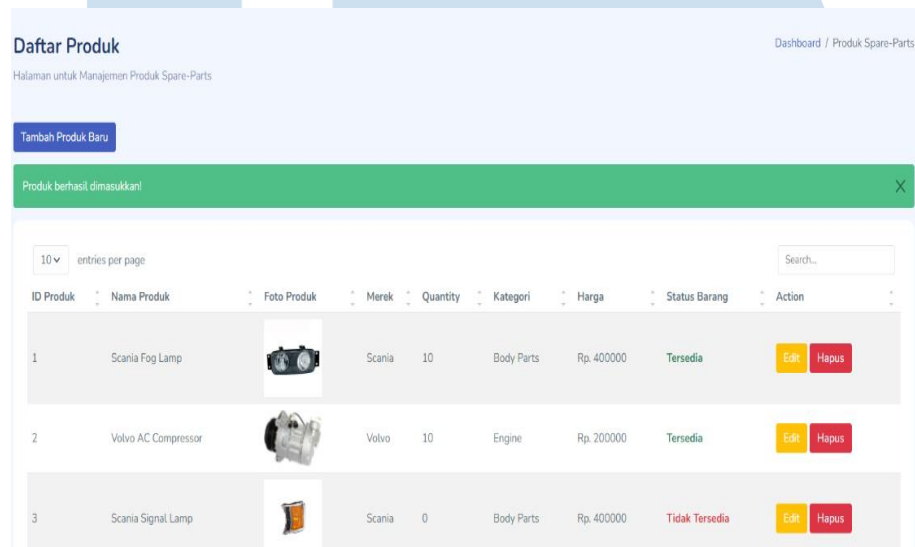 Daftar Produk
Dashboard / Produk Spare-Parts
Halaman untuk Manajemen Produk Spare-Parts
Tambah Produk Baru
Produk berhasil dimasukkan! X
10 entries per page Search...
ID Produk Nama Produk Foto Produk Merek Quantity Kategori Harga Status Barang Action
1 Scania Fog Lamp Scania 10 Body Parts Rp. 400000 Tersedia Edit Hapus
2 Volvo AC Compressor Volvo 10 Engine Rp. 200000 Tersedia Edit Hapus
3 Scania Signal Lamp Scania 0 Body Parts Rp. 400000 Tidak Tersedia Edit Hapus